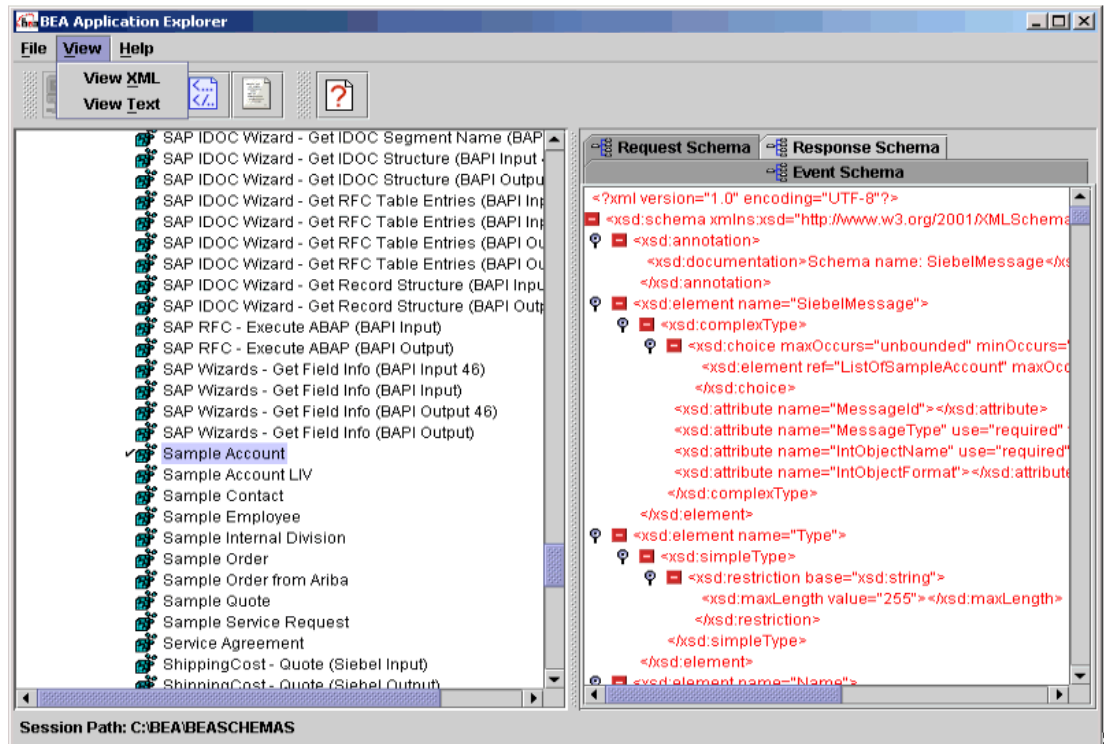 bea BEA Application Explorer
File View Help
View XML
View Text
<...
</..
?
SAP IDOC Wizard - Get IDOC Segment Name (BAP
SAP IDOC Wizard - Get IDOC Structure (BAPI Input
SAP IDOC Wizard - Get IDOC Structure (BAPI Outpu
SAP IDOC Wizard - Get RFC Table Entries (BAPI Inp
SAP IDOC Wizard - Get RFC Table Entries (BAPI Inp
SAP IDOC Wizard - Get RFC Table Entries (BAPI Ou
SAP IDOC Wizard - Get RFC Table Entries (BAPI Ou
SAP IDOC Wizard - Get Record Structure (BAPI Inpu
SAP IDOC Wizard - Get Record Structure (BAPI Outp
SAP RFC - Execute ABAP (BAPI Input)
SAP RFC - Execute ABAP (BAPI Output)
SAP Wizards - Get Field Info (BAPI Input 46)
SAP Wizards - Get Field Info (BAPI Input)
SAP Wizards - Get Field Info (BAPI Output 46)
SAP Wizards - Get Field Info (BAPI Output)
Sample Account
Sample Account LIV
Sample Contact
Sample Employee
Sample Internal Division
Sample Order
Sample Order from Ariba
Sample Quote
Sample Service Request
Service Agreement
ShippingCost - Quote (Siebel Input)
ShippingCost - Quote (Siebel Output)
Request Schema
Response Schema
Event Schema
<?xml version="1.0" encoding="UTF-8"?>
<xsd:schema xmlns:xsd="http://www.w3.org/2001/XMLSchema
<xsd:annotation>
<xsd:documentation>Schema name: SiebelMessage</xs
</xsd:annotation>
<xsd:element name="SiebelMessage">
<xsd:complexType>
<xsd:choice maxOccurs="unbounded" minOccurs="
<xsd:element ref="ListOfSampleAccount" maxOcc
</xsd:choice>
<xsd:attribute name="MessageId"></xsd:attribute>
<xsd:attribute name="MessageType" use="required"
<xsd:attribute name="IntObjectName" use="required"
<xsd:attribute name="IntObjectFormat"></xsd:attribute
</xsd:complexType>
</xsd:element>
<xsd:element name="Type">
<xsd:simpleType>
<xsd:restriction base="xsd:string">
<xsd:maxLength value="255"></xsd:maxLength>
</xsd:restriction>
</xsd:simpleType>
</xsd:element>
<xsd:element name="Name">
Session Path: C:\BEA\BEASCHEMAS